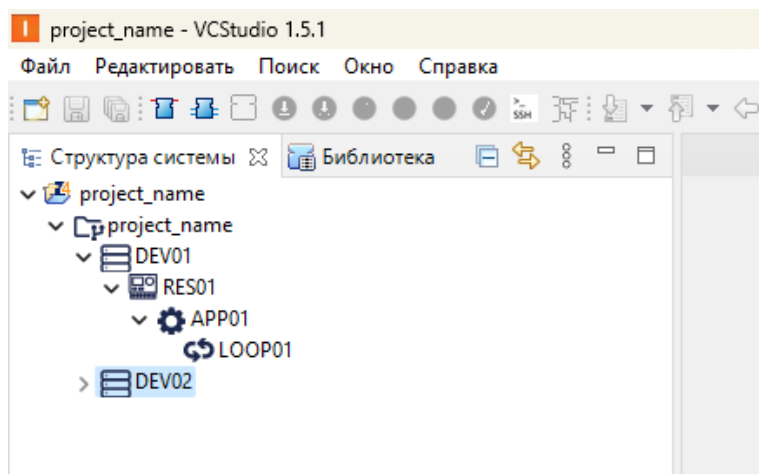 project_name - VCStudio 1.5.1
Файл Редактировать Поиск Окно Справка
SSH
Структура системы Библиотека
project_name
project_name
DEV01
RES01
APP01
LOOP01
DEV02